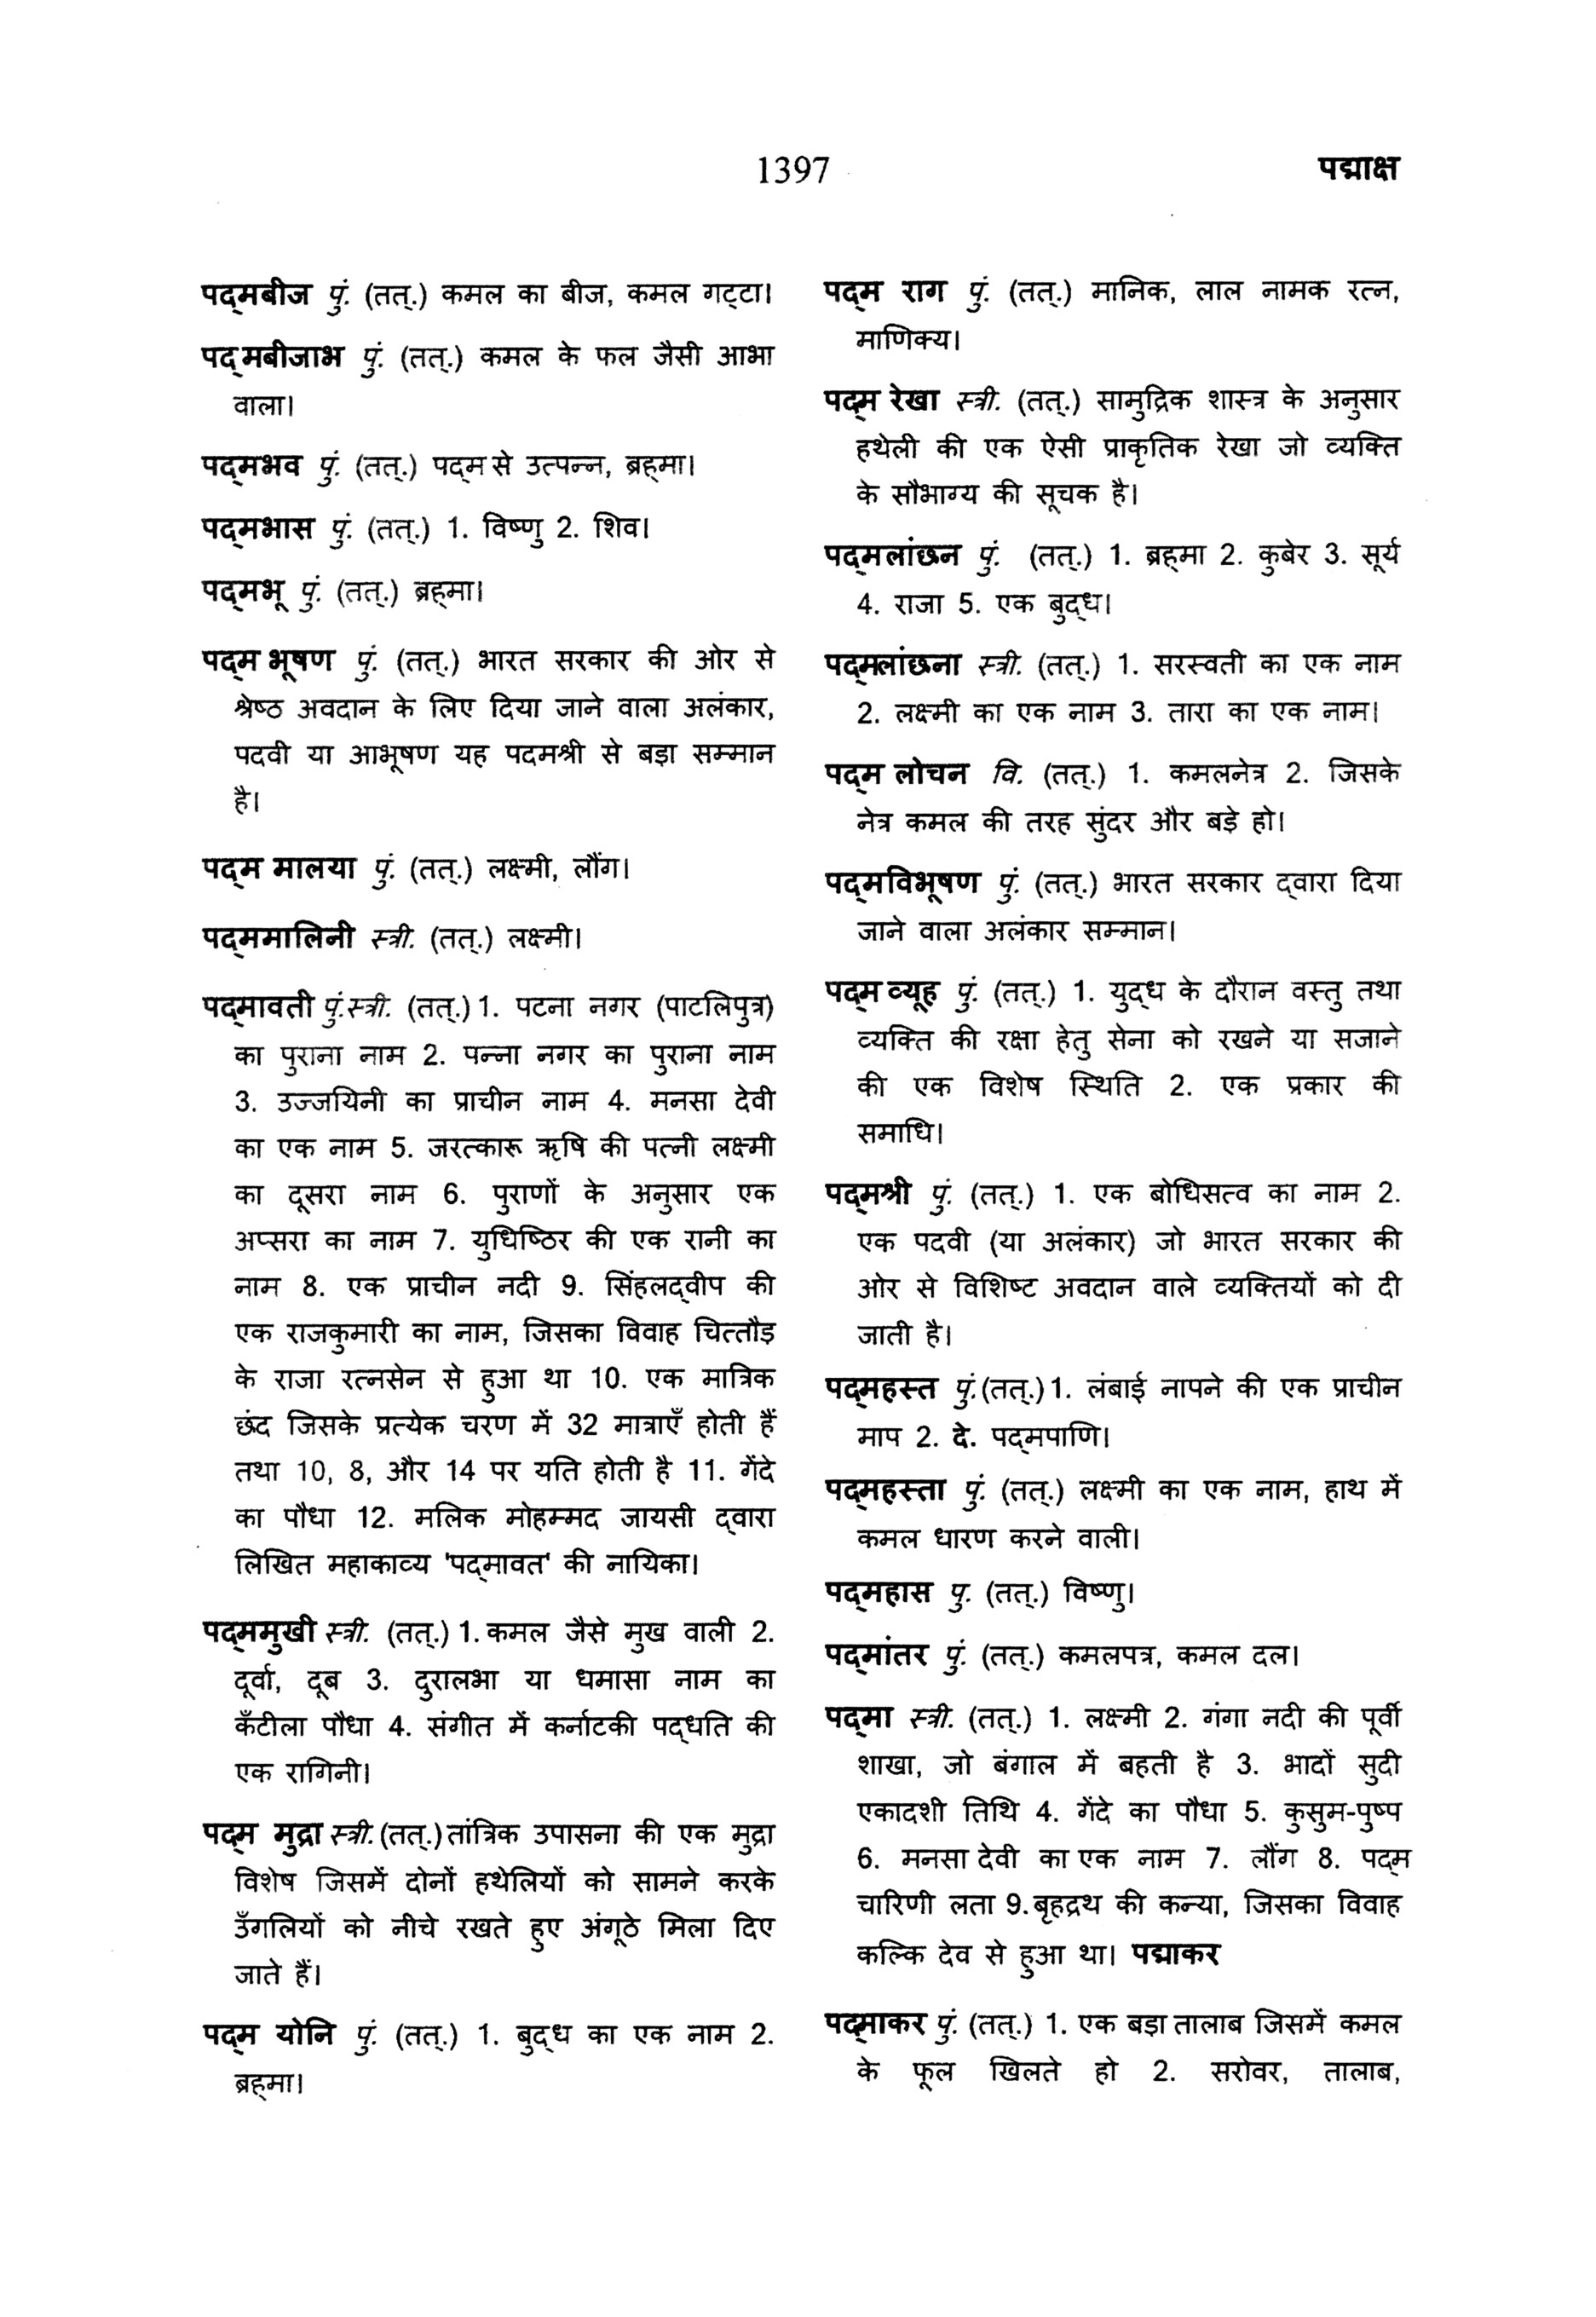 1397
पद्माक्ष
पद्मबीज पुं. (तत्.) कमल का बीज, कमल गट्टा।
पद्मबीजाभ पुं. (तत्.) कमल के फल जैसी आभा
वाला।
पद्मभव पुं. (तत्.) पद्म से उत्पन्न, ब्रह्मा।
पद्मभास पुं. (तत्.) 1. विष्णु 2. शिव।
पद्मभू पुं. (तत्.) ब्रह्मा।
पद्म भूषण पुं. (तत्.) भारत सरकार की ओर से
श्रेष्ठ अवदान के लिए दिया जाने वाला अलंकार,
पदवी या आभूषण यह पदमश्री से बड़ा सम्मान
है।
पद्म मालया पुं. (तत्.) लक्ष्मी, लौंग।
पद्ममालिनी स्त्री. (तत्.) लक्ष्मी।
पद्मावती पुं.स्त्री. (तत्.) 1. पटना नगर (पाटलिपुत्र)
का पुराना नाम 2. पन्ना नगर का पुराना नाम
3. उज्जयिनी का प्राचीन नाम 4. मनसा देवी
का एक नाम 5. जरत्कारू ऋषि की पत्नी लक्ष्मी
का दूसरा नाम 6. पुराणों के अनुसार एक
अप्सरा का नाम 7. युधिष्ठिर की एक रानी का
नाम 8. एक प्राचीन नदी 9. सिंहलद्वीप की
एक राजकुमारी का नाम, जिसका विवाह चित्तौड़
के राजा रत्नसेन से हुआ था 10. एक मात्रिक
छंद जिसके प्रत्येक चरण में 32 मात्राएँ होती हैं
तथा 10, 8, और 14 पर यति होती है 11. गेंदे
का पौधा 12. मलिक मोहम्मद जायसी द्वारा
लिखित महाकाव्य 'पद्मावत' की नायिका।
पद्ममुखी स्त्री. (तत्.) 1. कमल जैसे मुख वाली 2.
दूर्वा, दूब 3. दुरालभा या धमासा नाम का
कँटीला पौधा 4. संगीत में कर्नाटकी पद्धति की
एक रागिनी।
पद्म मुद्रा स्त्री. (तत्.) तांत्रिक उपासना की एक मुद्रा
विशेष जिसमें दोनों हथेलियों को सामने करके
उँगलियों को नीचे रखते हुए अंगूठे मिला दिए
जाते हैं।
पद्म योनि पुं. (तत्.) 1. बुद्ध का एक नाम 2.
ब्रह्मा।
पद्म राग पुं. (तत्.) मानिक, लाल नामक रत्न,
माणिक्य।
पद्म रेखा स्त्री. (तत्.) सामुद्रिक शास्त्र के अनुसार
हथेली की एक ऐसी प्राकृतिक रेखा जो व्यक्ति
के सौभाग्य की सूचक है।
पद्मलांछन पुं. (तत्.) 1. ब्रह्मा 2. कुबेर 3. सूर्य
4. राजा 5. एक बुद्ध।
पद्मलांछना स्त्री. (तत्.) 1. सरस्वती का एक नाम
2. लक्ष्मी का एक नाम 3. तारा का एक नाम।
पद्म लोचन वि. (तत्.) 1. कमलनेत्र 2. जिसके
नेत्र कमल की तरह सुंदर और बड़े हो।
पद्मविभूषण पुं. (तत्.) भारत सरकार द्वारा दिया
जाने वाला अलंकार सम्मान।
पद्म व्यूह पुं. (तत्.) 1. युद्ध के दौरान वस्तु तथा
व्यक्ति की रक्षा हेतु सेना को रखने या सजाने
की एक विशेष स्थिति 2. एक प्रकार की
समाधि।
पद्मश्री पुं. (तत्.) 1. एक बोधिसत्व का नाम 2.
एक पदवी (या अलंकार) जो भारत सरकार की
ओर से विशिष्ट अवदान वाले व्यक्तियों को दी
जाती है।
पद्महस्त पुं. (तत्.) 1. लंबाई नापने की एक प्राचीन
माप 2. दे. पद्मपाणि।
पद्महस्ता पुं. (तत्.) लक्ष्मी का एक नाम, हाथ में
कमल धारण करने वाली।
पद्महास पु. (तत्.) विष्णु।
पद्मांतर पुं. (तत्.) कमलपत्र, कमल दल।
पद्मा स्त्री. (तत्.) 1. लक्ष्मी 2. गंगा नदी की पूर्वी
शाखा, जो बंगाल में बहती है 3. भादों सुदी
एकादशी तिथि 4. गेंदे का पौधा 5. कुसुम-पुष्प
6. मनसा देवी का एक नाम 7. लौंग 8. पद्म
चारिणी लता 9. बृहद्रथ की कन्या, जिसका विवाह
कल्कि देव से हुआ था। पद्माकर
पद्माकर पुं. (तत्.) 1. एक बड़ा तालाब जिसमें कमल
के फूल खिलते हो 2. सरोवर, तालाब,